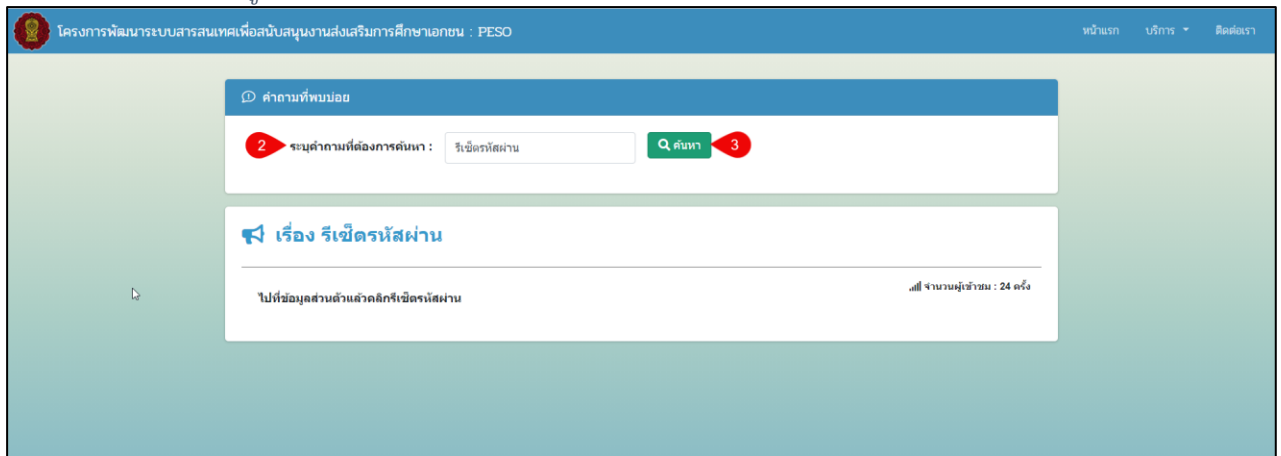 โครงการพัฒนาระบบสารสนเทศเพื่อสนับสนุนงานส่งเสริมการศึกษาเอกชน : PESO
หน้าแรก บริการ ติดต่อเรา
คำถามที่พบบ่อย
2 ระบุคำถามที่ต้องการค้นหา : รีเซ็ตรหัสผ่าน ค้นหา 3
เรื่อง รีเซ็ตรหัสผ่าน
ไปที่ข้อมูลส่วนตัวแล้วคลิกรีเซ็ตรหัสผ่าน
จำนวนผู้เข้าชม : 24 ครั้ง